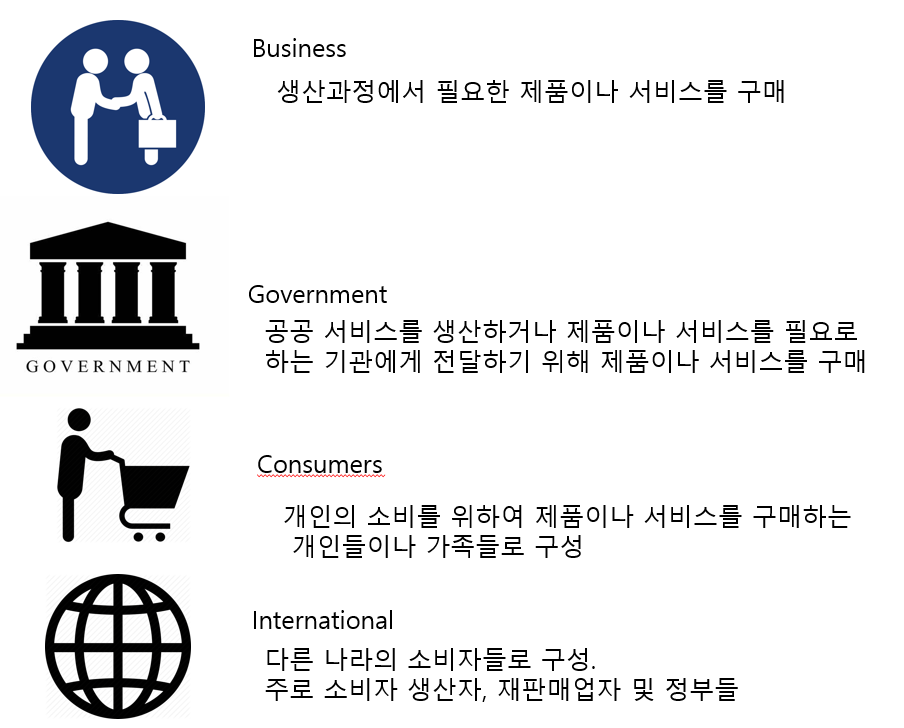 Business
생산과정에서 필요한 제품이나 서비스를 구매
GOVERNMENT
Government
공공 서비스를 생산하거나 제품이나 서비스를 필요로
하는 기관에게 전달하기 위해 제품이나 서비스를 구매
Consumers
개인의 소비를 위하여 제품이나 서비스를 구매하는
개인들이나 가족들로 구성
International
다른 나라의 소비자들로 구성.
주로 소비자 생산자, 재판매업자 및 정부들